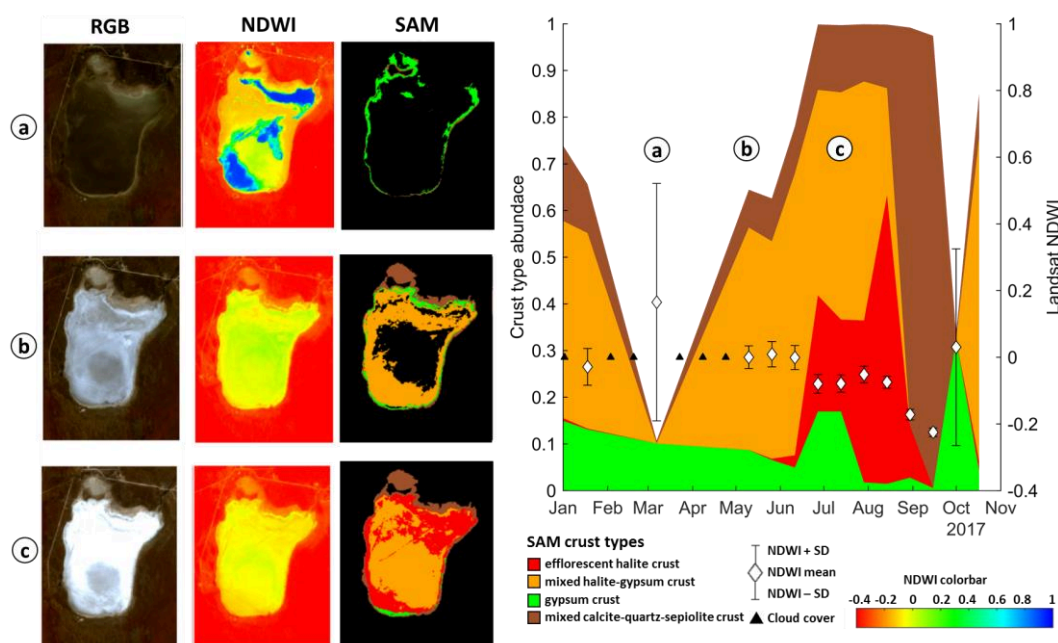 RGB NDWI SAM
a
b
c
Crust type abundace
1
0.9
0.8
0.7
0.6
0.5
0.4
0.3
0.2
0.1
0
a b c
1
0.8
0.6
0.4
0.2
0
-0.2
-0.4
Landsat NDWI
Jan Feb Mar Apr May Jun Jul Aug Sep Oct Nov
2017
SAM crust types
efflorescent halite crust
mixed halite-gypsum crust
gypsum crust
mixed calcite-quartz-sepiolite crust
NDWI + SD
NDWI mean
NDWI – SD
Cloud cover
NDWI colorbar
-0.4 -0.2 0 0.2 0.4 0.6 0.8 1